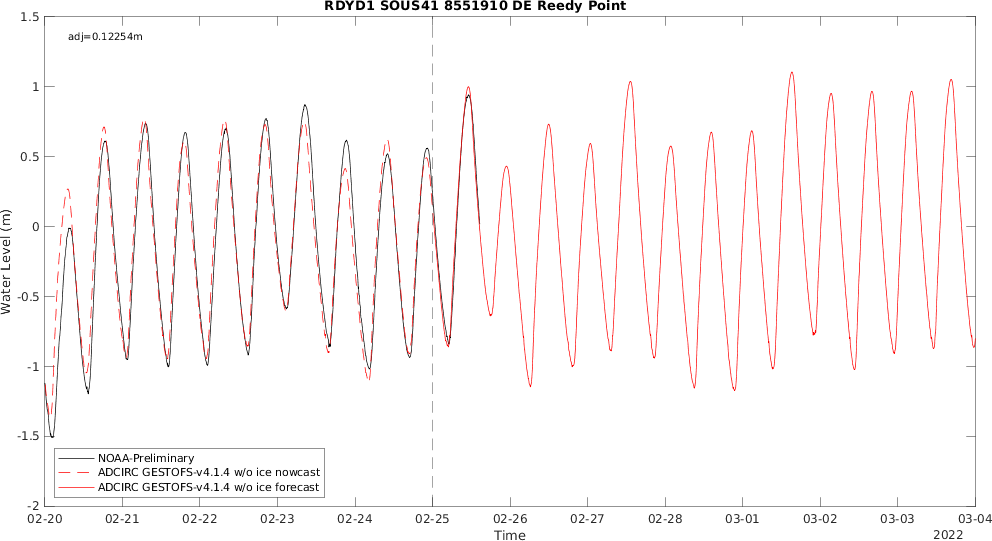 RDYD1 SOUS41 8551910 DE Reedy Point
adj=0.12254m
Water Level (m)
1.5
1
0.5
0
-0.5
-1
-1.5
-2
NOAA-Preliminary
ADCIRC GESTOFS-v4.1.4 w/o ice nowcast
ADCIRC GESTOFS-v4.1.4 w/o ice forecast
02-20 02-21 02-22 02-23 02-24 02-25 02-26 02-27 02-28 03-01 03-02 03-03 03-04
Time
2022